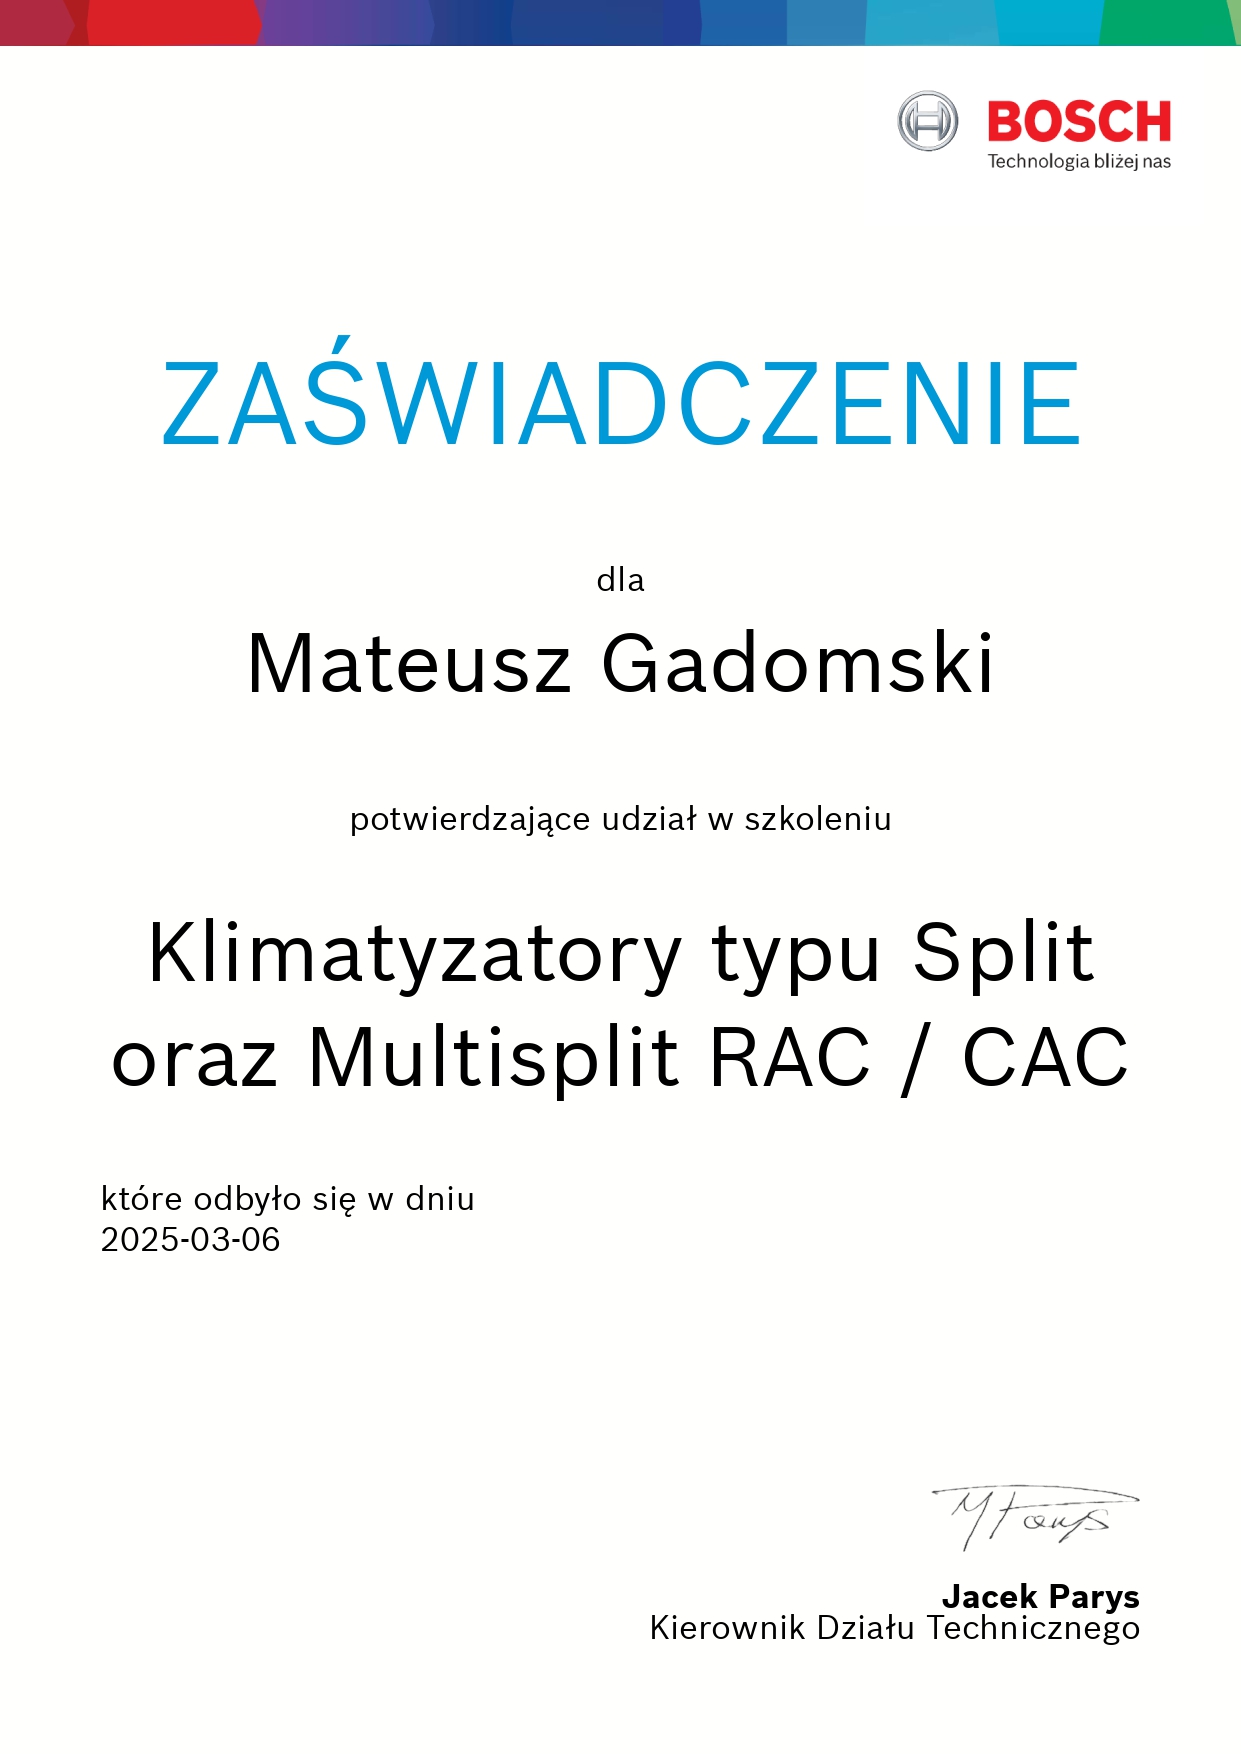 BOSCH
Technologia bliżej nas
ZAŚWIADCZENIE
dla
Mateusz Gadomski
potwierdzające udział w szkoleniu
Klimatyzatory typu Split
oraz Multisplit RAC / CAC
które odbyło się w dniu
2025-03-06
Jacek Parys
Kierownik Działu Technicznego